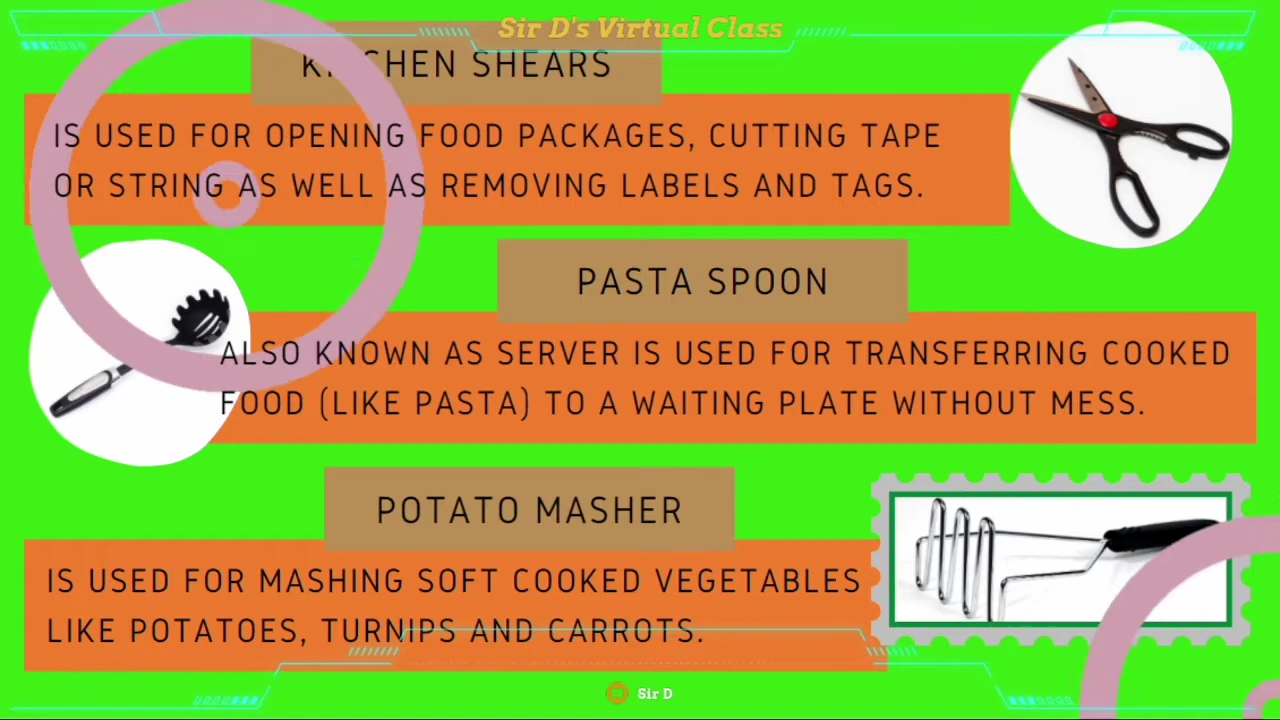 Sir D's Virtual Class
KITCHEN SHEARS
IS USED FOR OPENING FOOD PACKAGES, CUTTING TAPE
OR STRING AS WELL AS REMOVING LABELS AND TAGS.
PASTA SPOON
ALSO KNOWN AS SERVER IS USED FOR TRANSFERRING COOKED
FOOD (LIKE PASTA) TO A WAITING PLATE WITHOUT MESS.
POTATO MASHER
IS USED FOR MASHING SOFT COOKED VEGETABLES
LIKE POTATOES, TURNIPS AND CARROTS.
Sir D